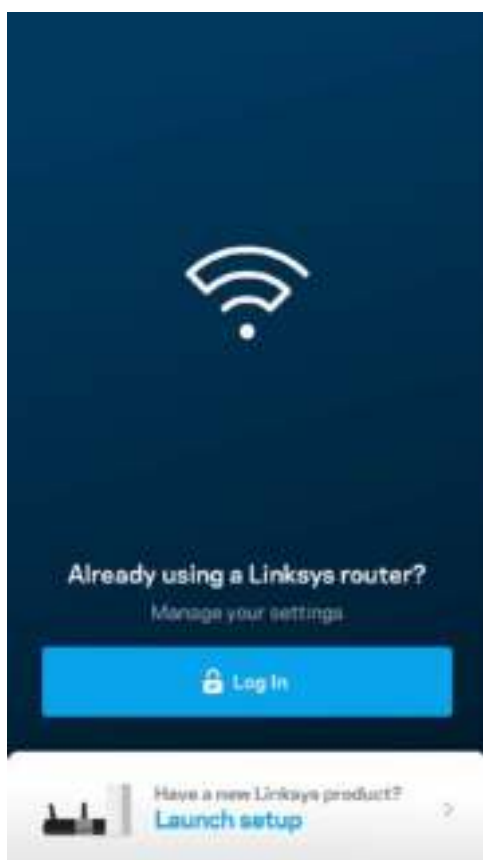 Already using a Linksys router?
Manage your settings
Log In
Have a new Linksys product?
Launch setup